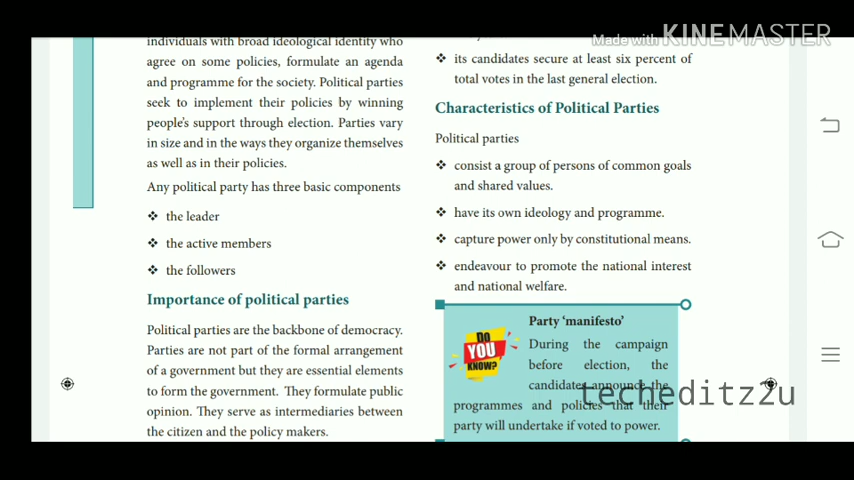 Made with KINEMASTER
individuals with broad ideological identity who
agree on some policies, formulate an agenda
and programme for the society. Political parties
seek to implement their policies by winning
people's support through election. Parties vary
in size and in the ways they organize themselves
as well as in their policies.
Any political party has three basic components
❖ the leader
❖ the active members
❖ the followers
Importance of political parties
Political parties are the backbone of democracy.
Parties are not part of the formal arrangement
of a government but they are essential elements
to form the government. They formulate public
opinion. They serve as intermediaries between
the citizen and the policy makers.
❖ its candidates secure at least six percent of
total votes in the last general election.
Characteristics of Political Parties
Political parties
❖ consist a group of persons of common goals
and shared values.
❖ have its own ideology and programme.
❖ capture power only by constitutional means.
❖ endeavour to promote the national interest
and national welfare.
DO
YOU
KNOW?
Party ‘manifesto’
During the campaign
before election, the
candidates announce the
programmes and policies that their
party will undertake if voted to power.
techeditz2u